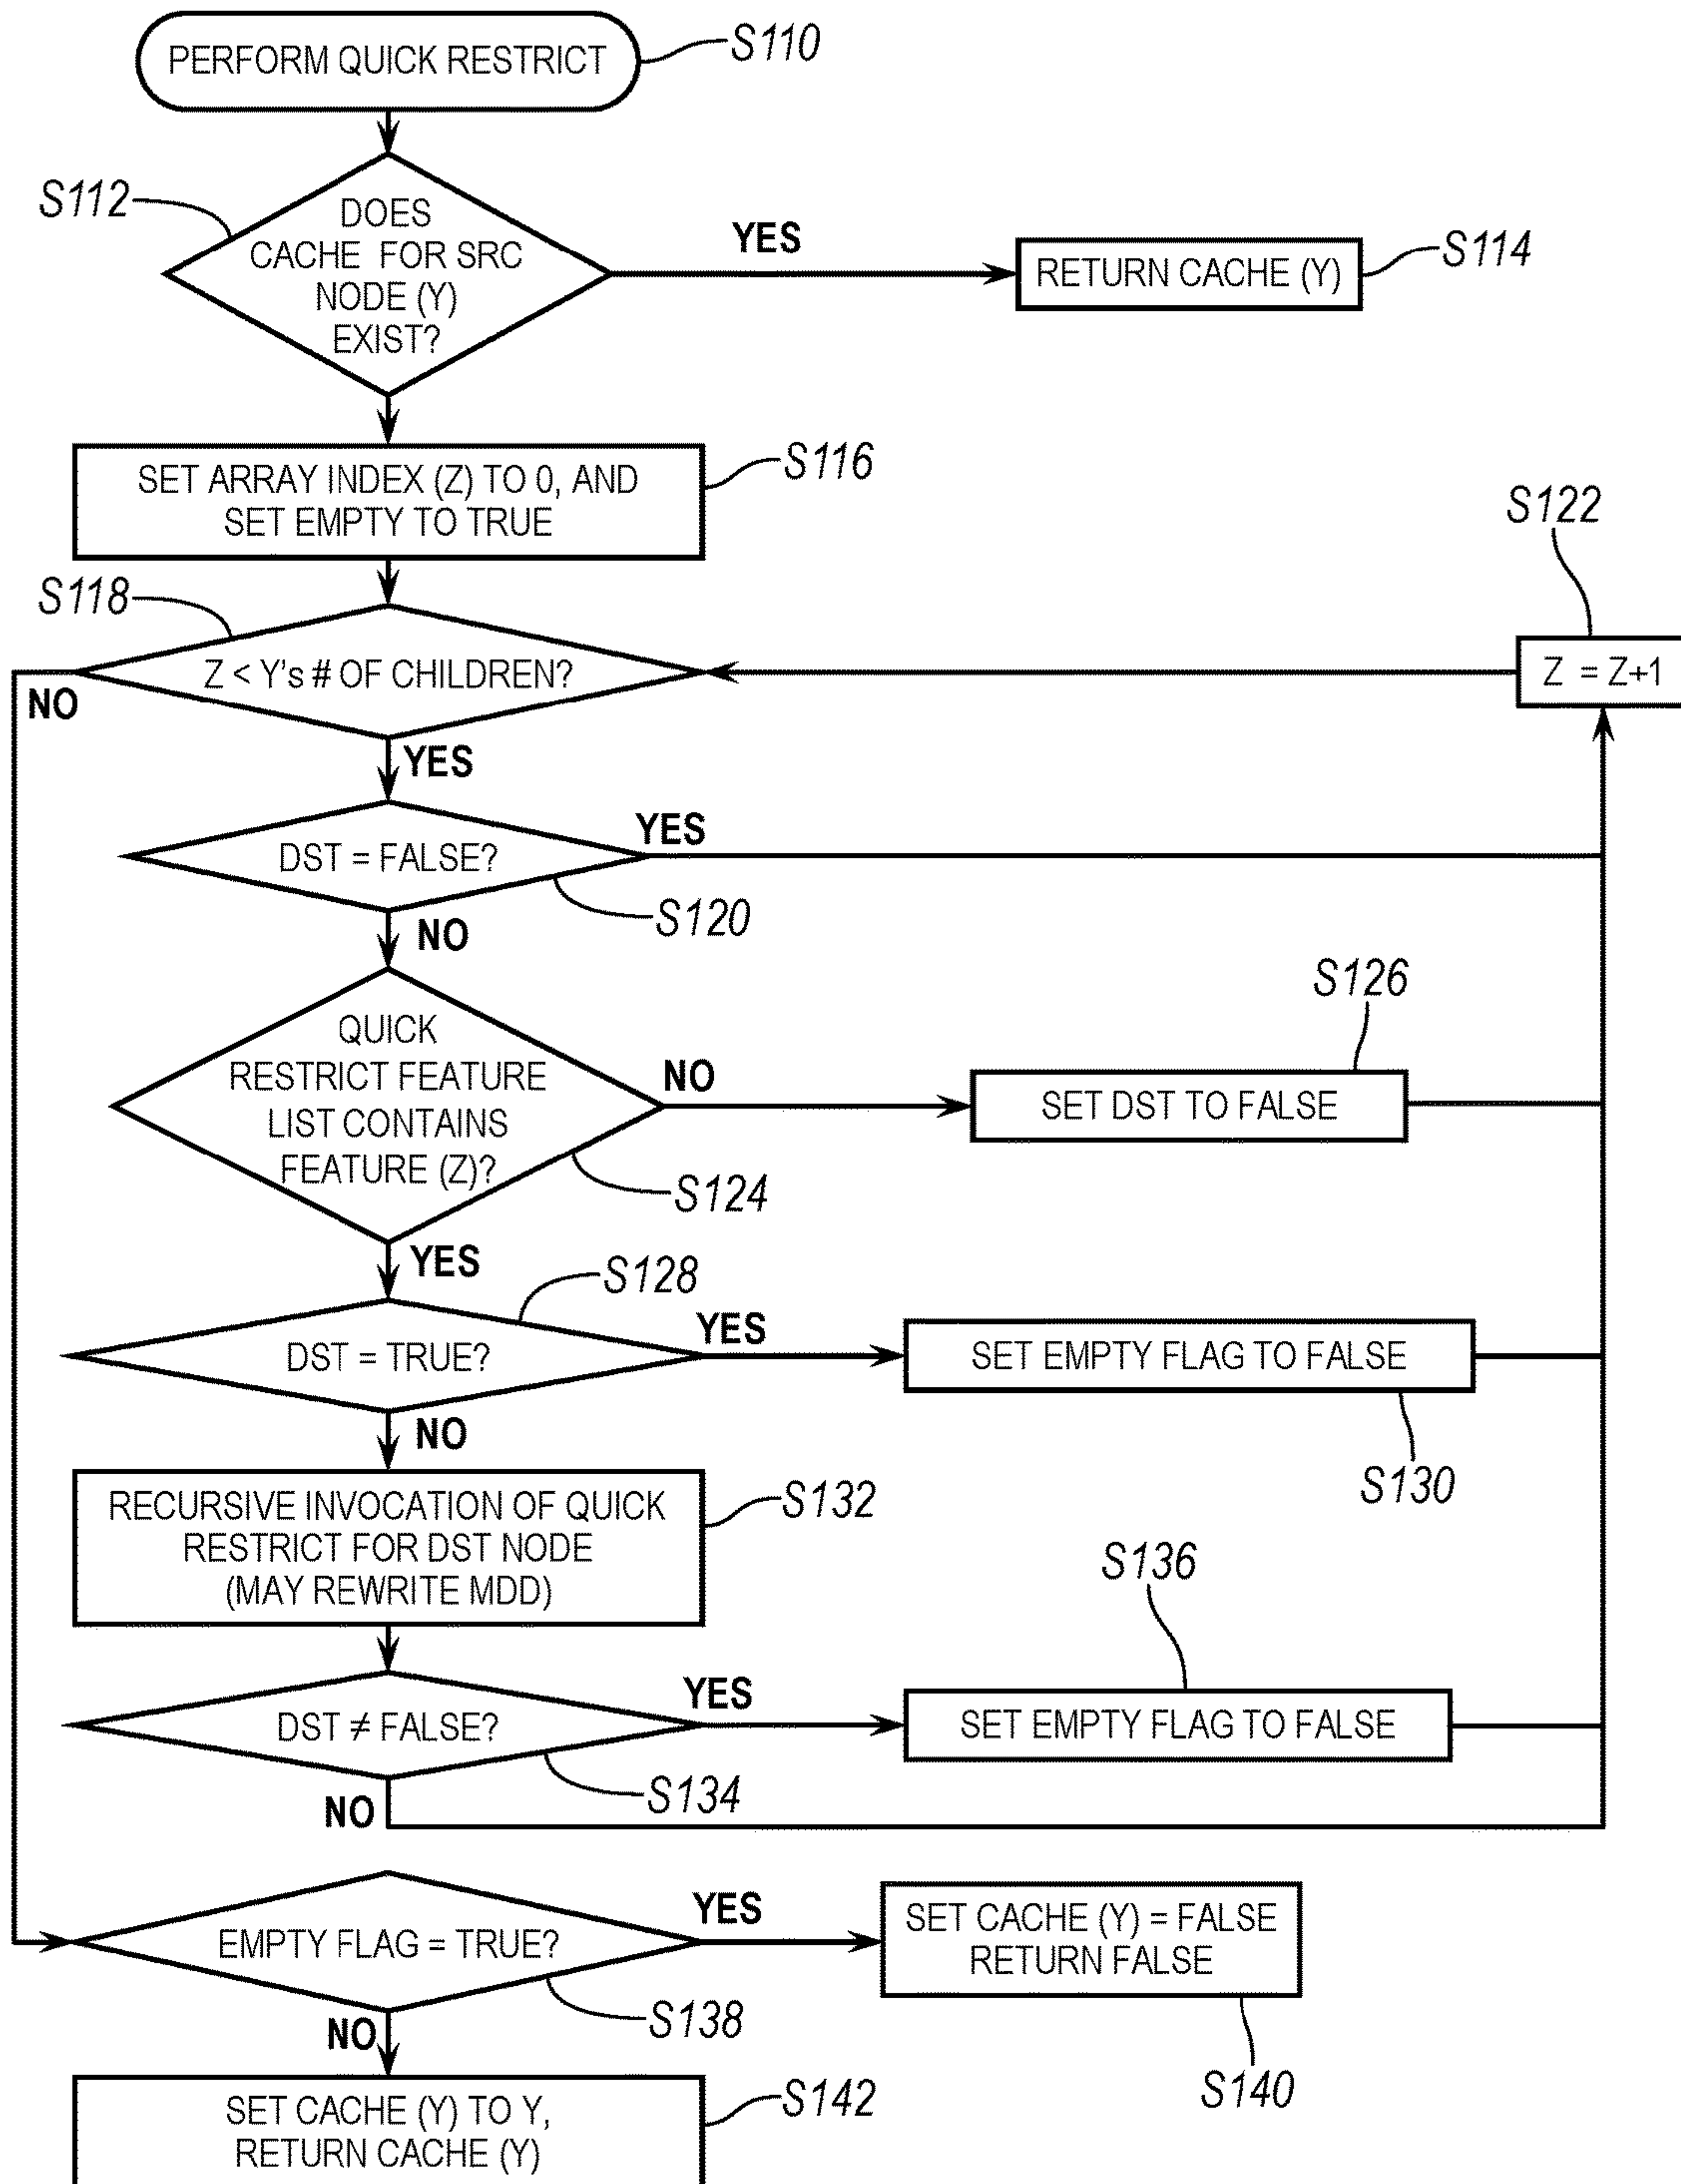 PERFORM QUICK RESTRICT
S110
S112
DOES
CACHE FOR SRC
NODE (Y)
EXIST?
YES
RETURN CACHE (Y)
S114
SET ARRAY INDEX (Z) TO 0, AND
SET EMPTY TO TRUE
S116
S122
S118
Z < Y's # OF CHILDREN?
Z = Z+1
NO
YES
DST = FALSE?
YES
S120
NO
S126
QUICK
RESTRICT FEATURE
LIST CONTAINS
FEATURE (Z)?
NO
SET DST TO FALSE
S124
YES
S128
DST = TRUE?
YES
SET EMPTY FLAG TO FALSE
NO
S130
RECURSIVE INVOCATION OF QUICK
RESTRICT FOR DST NODE
(MAY REWRITE MDD)
S132
S136
DST ≠ FALSE?
YES
SET EMPTY FLAG TO FALSE
S134
NO
EMPTY FLAG = TRUE?
YES
SET CACHE (Y) = FALSE
RETURN FALSE
S138
NO
S140
SET CACHE (Y) TO Y,
RETURN CACHE (Y)
S142